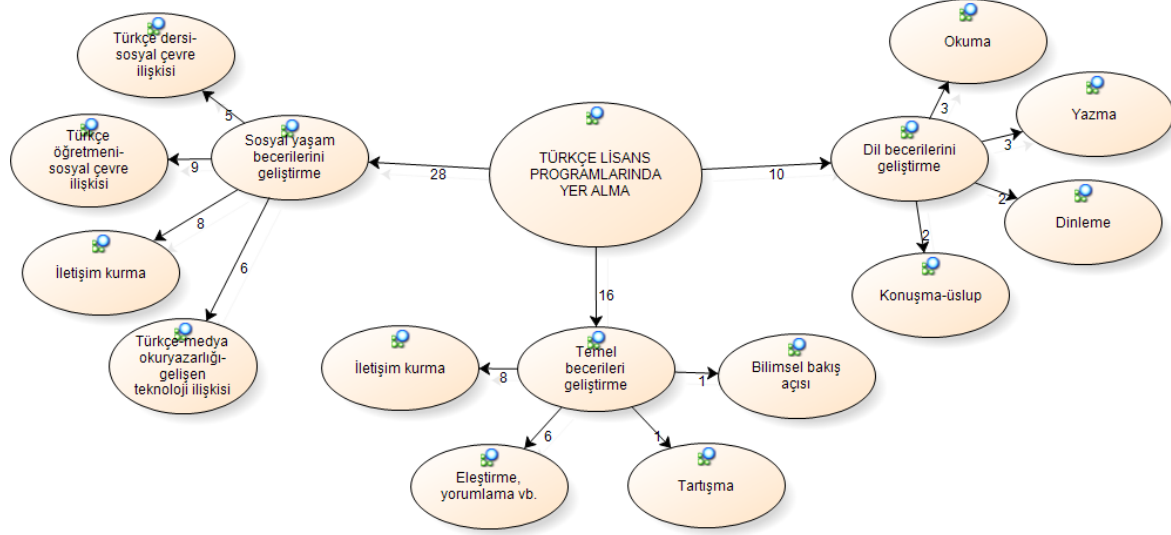 Türkçe dersi-
sosyal çevre
ilişkisi
5
Türkçe
öğretmeni-
sosyal çevre
ilişkisi
9
Sosyal yaşam
becerilerini
geliştirme
28
8
İletişim kurma
6
Türkçe-medya
okuryazarlığı-
gelişen
teknoloji ilişkisi
TÜRKÇE LİSANS
PROGRAMLARINDA
YER ALMA
10
Dil becerilerini
geliştirme
3
Okuma
3
Yazma
2
Dinleme
2
Konuşma-üslup
16
Temel
becerileri
geliştirme
8
İletişim kurma
1
Bilimsel bakış
açısı
6
Eleştirme,
yorumlama vb.
1
Tartışma